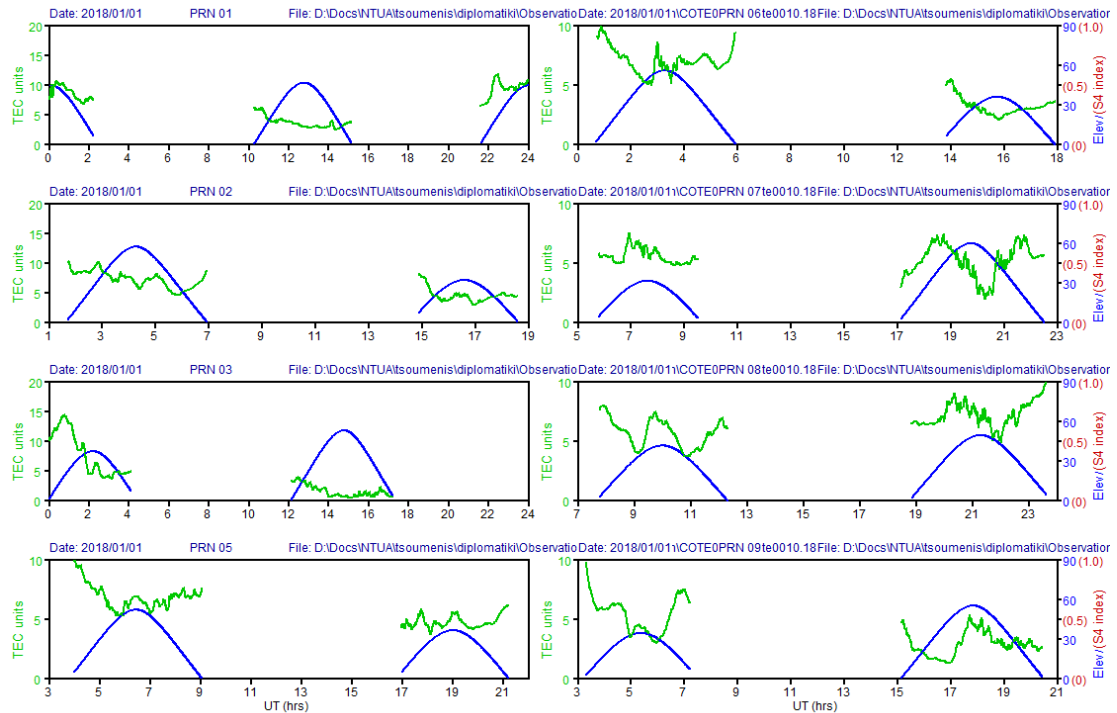 Date: 2018/01/01 PRN 01 File: D:\Docs\NTUA\tsoumenis\diplomatiki\Observatio Date: 2018/01/01 \COTE0PRN 06te0010.18File: D:\Docs\NTUA\tsoumenis\diplomatiki\Observation
20 15 10 5 0
TEC units
0 2 4 6 8 10 12 14 16 18 20 22 24
10 5 0
TEC units
0 2 4 6 8 10 12 14 16 18
90 60 30 0
(1.0) (0.5) (0)
Elev/(S4 index)
Date: 2018/01/01 PRN 02 File: D:\Docs\NTUA\tsoumenis\diplomatiki\Observatio Date: 2018/01/01 \COTE0PRN 07te0010.18File: D:\Docs\NTUA\tsoumenis\diplomatiki\Observation
20 15 10 5 0
TEC units
1 3 5 7 9 11 13 15 17 19
10 5 0
TEC units
5 7 9 11 13 15 17 19 21 23
90 60 30 0
(1.0) (0.5) (0)
Elev/(S4 index)
Date: 2018/01/01 PRN 03 File: D:\Docs\NTUA\tsoumenis\diplomatiki\Observatio Date: 2018/01/01 \COTE0PRN 08te0010.18File: D:\Docs\NTUA\tsoumenis\diplomatiki\Observation
20 15 10 5 0
TEC units
0 2 4 6 8 10 12 14 16 18 20 22 24
10 5 0
TEC units
7 9 11 13 15 17 19 21 23
90 60 30 0
(1.0) (0.5) (0)
Elev/(S4 index)
Date: 2018/01/01 PRN 05 File: D:\Docs\NTUA\tsoumenis\diplomatiki\Observatio Date: 2018/01/01 \COTE0PRN 09te0010.18File: D:\Docs\NTUA\tsoumenis\diplomatiki\Observation
10 5 0
TEC units
3 5 7 9 11 13 15 17 19 21
UT (hrs)
10 5 0
TEC units
3 5 7 9 11 13 15 17 19 21
UT (hrs)
90 60 30 0
(1.0) (0.5) (0)
Elev/(S4 index)